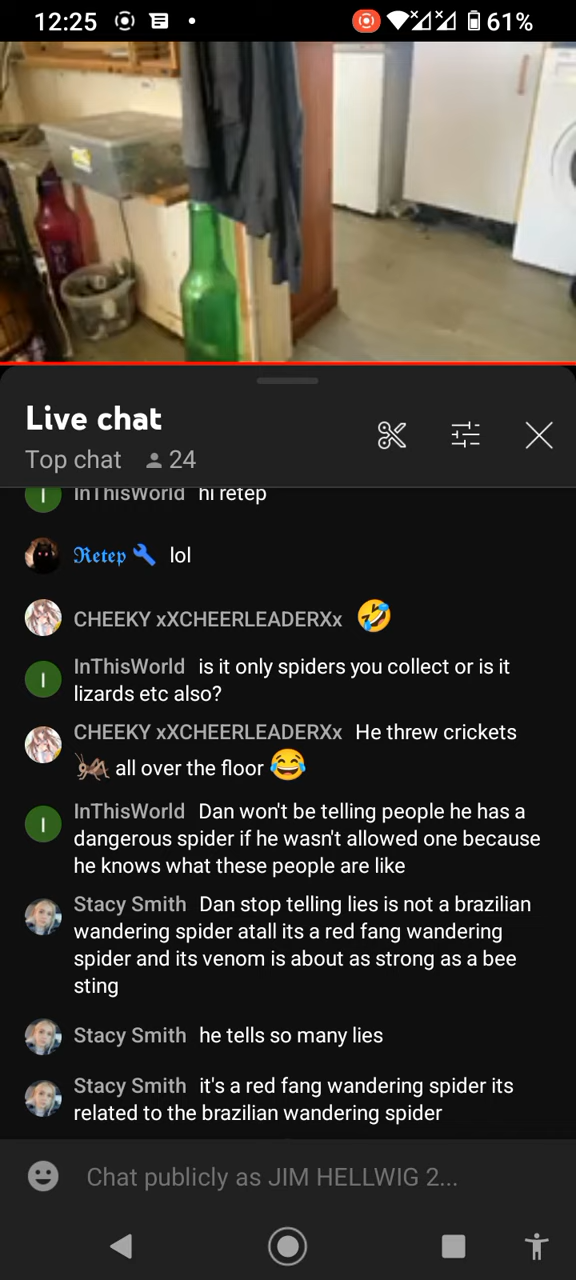 12:25
61%
Live chat
Top chat 24
I InThisWorld hi retep
𝕽𝖊𝖙𝖊𝖕 lol
CHEEKY xXCHEERLEADERXx 🤣
I InThisWorld is it only spiders you collect or is it
lizards etc also?
CHEEKY xXCHEERLEADERXx He threw crickets
🦗 all over the floor 😂
I InThisWorld Dan won't be telling people he has a
dangerous spider if he wasn't allowed one because
he knows what these people are like
Stacy Smith Dan stop telling lies is not a brazilian
wandering spider atall its a red fang wandering
spider and its venom is about as strong as a bee
sting
Stacy Smith he tells so many lies
Stacy Smith it's a red fang wandering spider its
related to the brazilian wandering spider
Chat publicly as JIM HELLWIG 2...